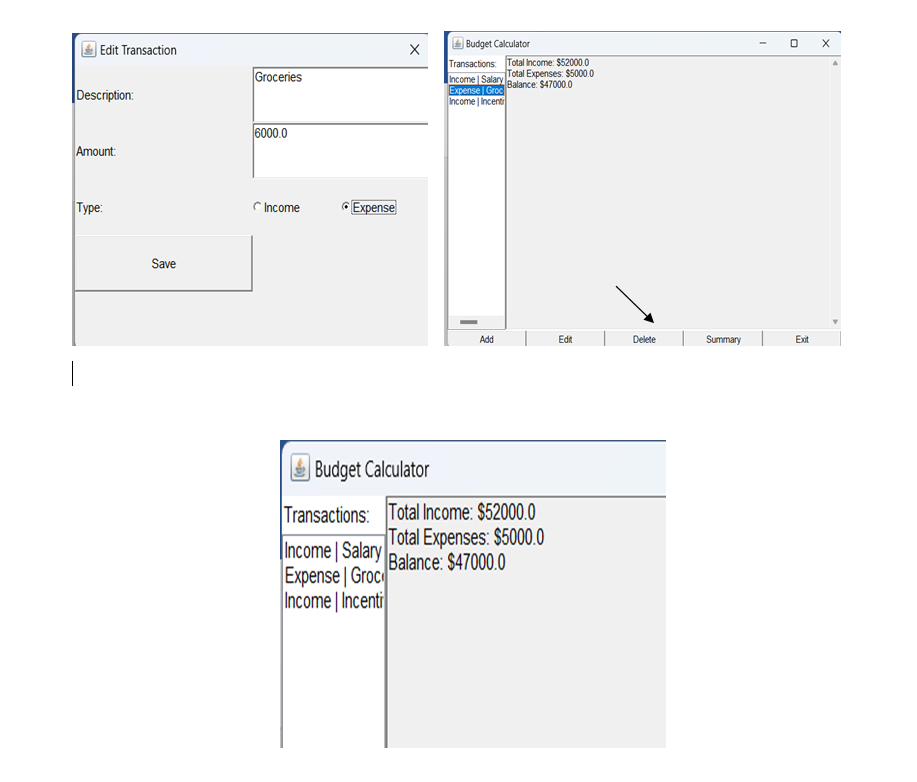 Edit Transaction
Description:
Groceries
Amount:
6000.0
Type:
Income
Expense
Save
Budget Calculator
Transactions:
Income | Salary
Expense | Groc
Income | Incenti
Total Income: $52000.0
Total Expenses: $5000.0
Balance: $47000.0
Add
Edit
Delete
Summary
Exit
Budget Calculator
Transactions:
Income | Salary
Expense | Groc
Income | Incenti
Total Income: $52000.0
Total Expenses: $5000.0
Balance: $47000.0